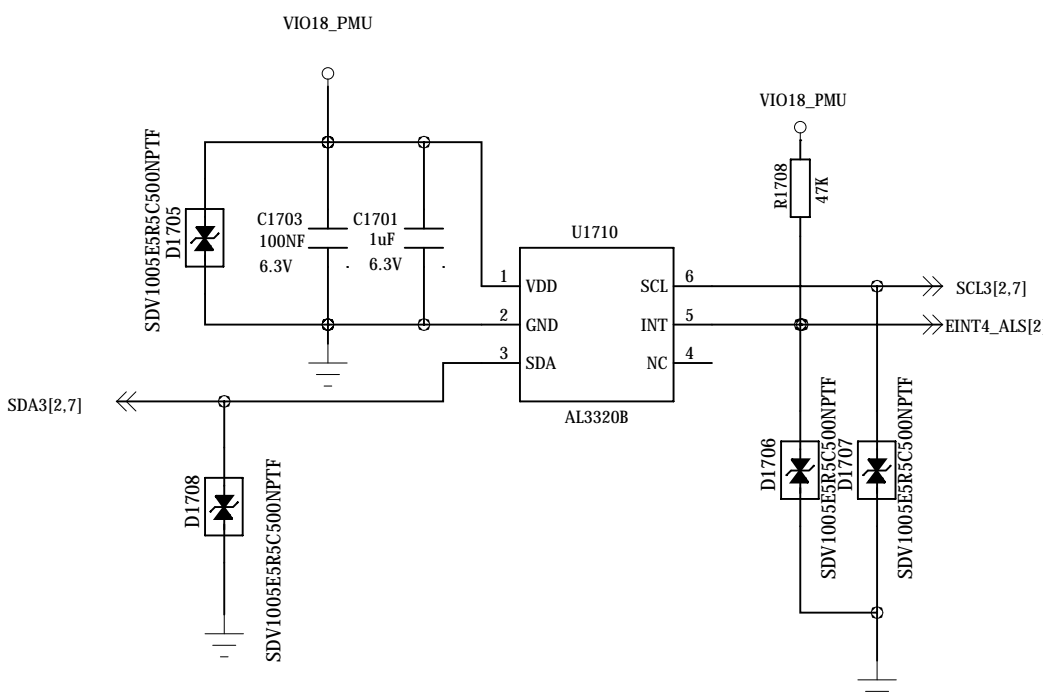 VIO18_PMU
VIO18_PMU
SDV1005E5R5C500NPTF
D1705
C1703
100NF
6.3V
C1701
1uF
6.3V
R1708
47K
U1710
1
VDD
2
GND
3
SDA
SCL
6
INT
5
NC
4
AL3320B
SCL3[2,7]
EINT4_ALS[2
SDA3[2,7]
D1708
SDV1005E5R5C500NPTF
D1706
SDV1005E5R5C500NPTF
D1707
SDV1005E5R5C500NPTF